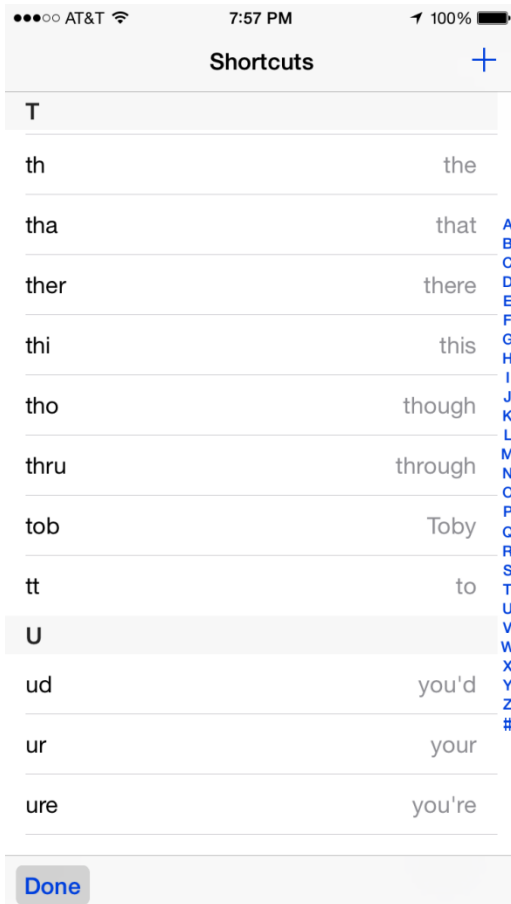 AT&T 7:57 PM 100%
Shortcuts +
T
th the
tha that
ther there
thi this
tho though
thru through
tob Toby
tt to
U
ud you'd
ur your
ure you're
Done
A
B
C
D
E
F
G
H
I
J
K
L
M
N
O
P
Q
R
S
T
U
V
W
X
Y
Z
#